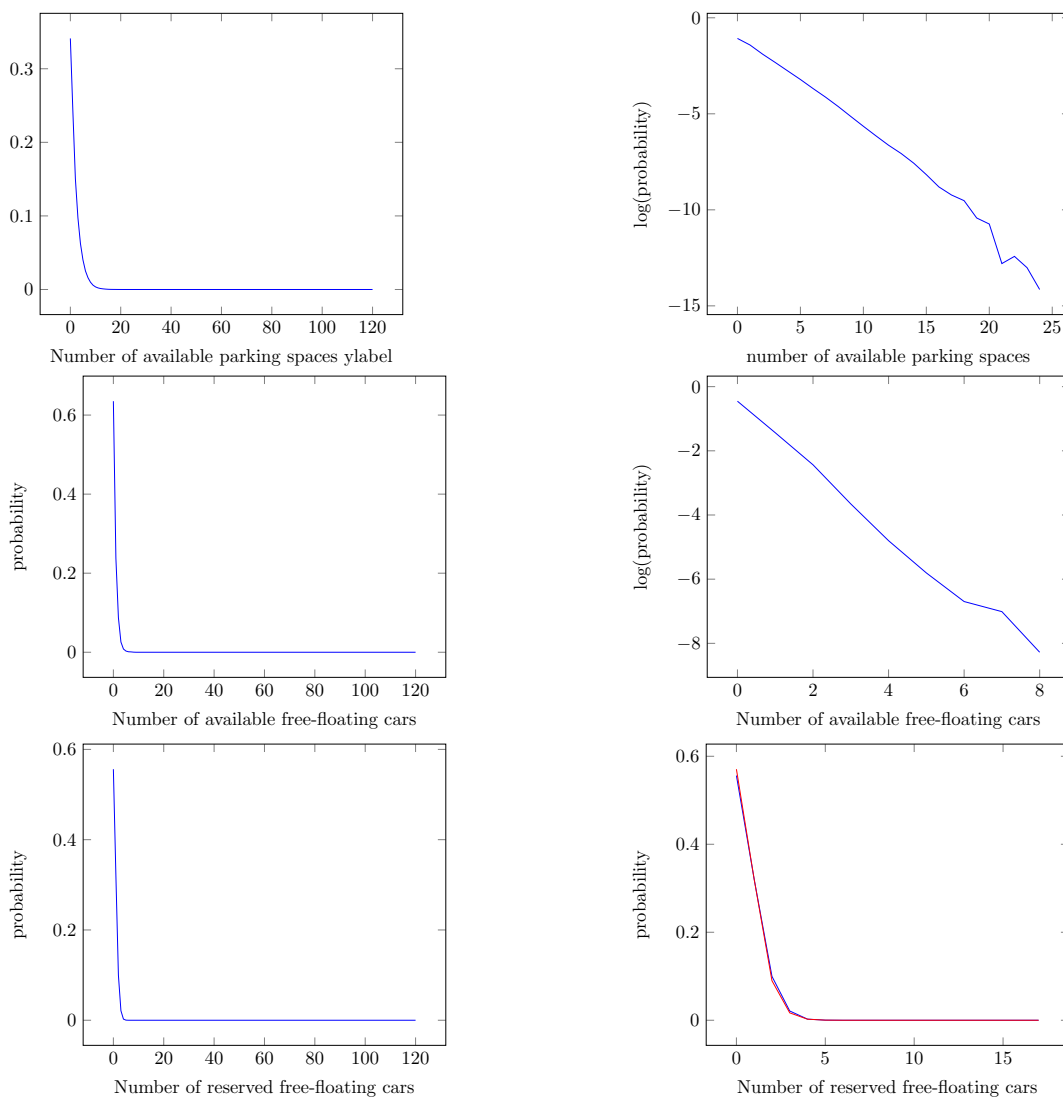 0.3
0.2
0.1
0
0 20 40 60 80 100 120
Number of available parking spaces ylabel
log(probability)
0
−5
−10
−15
0 5 10 15 20 25
number of available parking spaces
probability
0.6
0.4
0.2
0
0 20 40 60 80 100 120
Number of available free-floating cars
log(probability)
0
−2
−4
−6
−8
0 2 4 6 8
Number of available free-floating cars
probability
0.6
0.4
0.2
0
0 20 40 60 80 100 120
Number of reserved free-floating cars
probability
0.6
0.4
0.2
0
0 5 10 15
Number of reserved free-floating cars